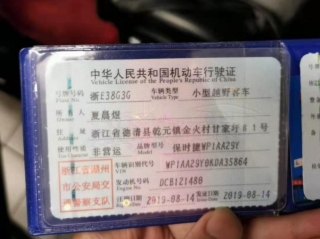 中华人民共和国机动车行驶证
Vehicle License of the People's Republic of China
号牌号码 浙E38G3G 车辆类型 小型越野客车
Plate No. Vehicle Type
所有人 夏晨煜
Owner
住址 浙江省德清县乾元镇金火村甘家圩81号
Address
使用性质 非营运 品牌型号 保时捷WP1AA29Y
Use Character Model
浙江省湖州
市公安局交
通警察支队
车辆识别代号 WP1AA29Y0KDA35864
VIN
发动机号码 DCB121480
Engine No.
注册日期 2019-08-14 发证日期 2019-08-14
Register Date Issue Date